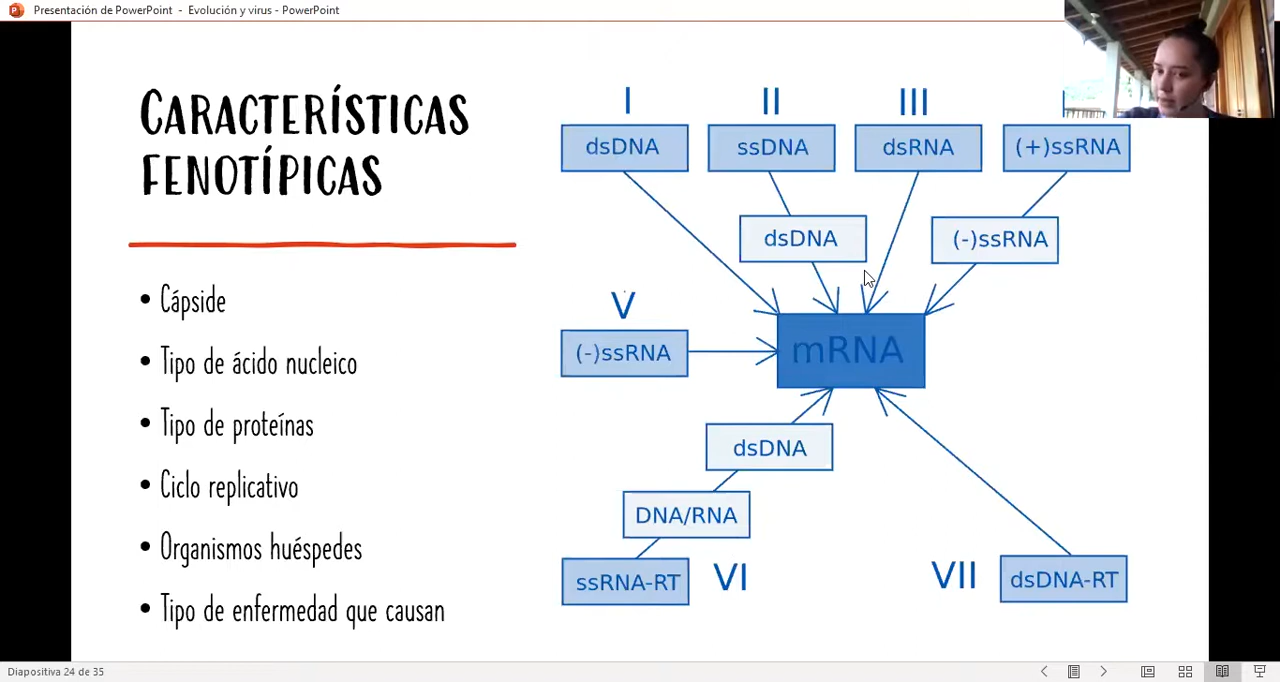 Presentación de PowerPoint - Evolución y virus - PowerPoint
CARACTERÍSTICAS
FENOTÍPICAS
• Cápside
• Tipo de ácido nucleico
• Tipo de proteínas
• Ciclo replicativo
• Organismos huéspedes
• Tipo de enfermedad que causan
I II III
dsDNA ssDNA dsRNA (+)ssRNA
dsDNA (-)ssRNA
V
(-)ssRNA mRNA
dsDNA
DNA/RNA
ssRNA-RT VI VII dsDNA-RT
Diapositiva 24 de 35